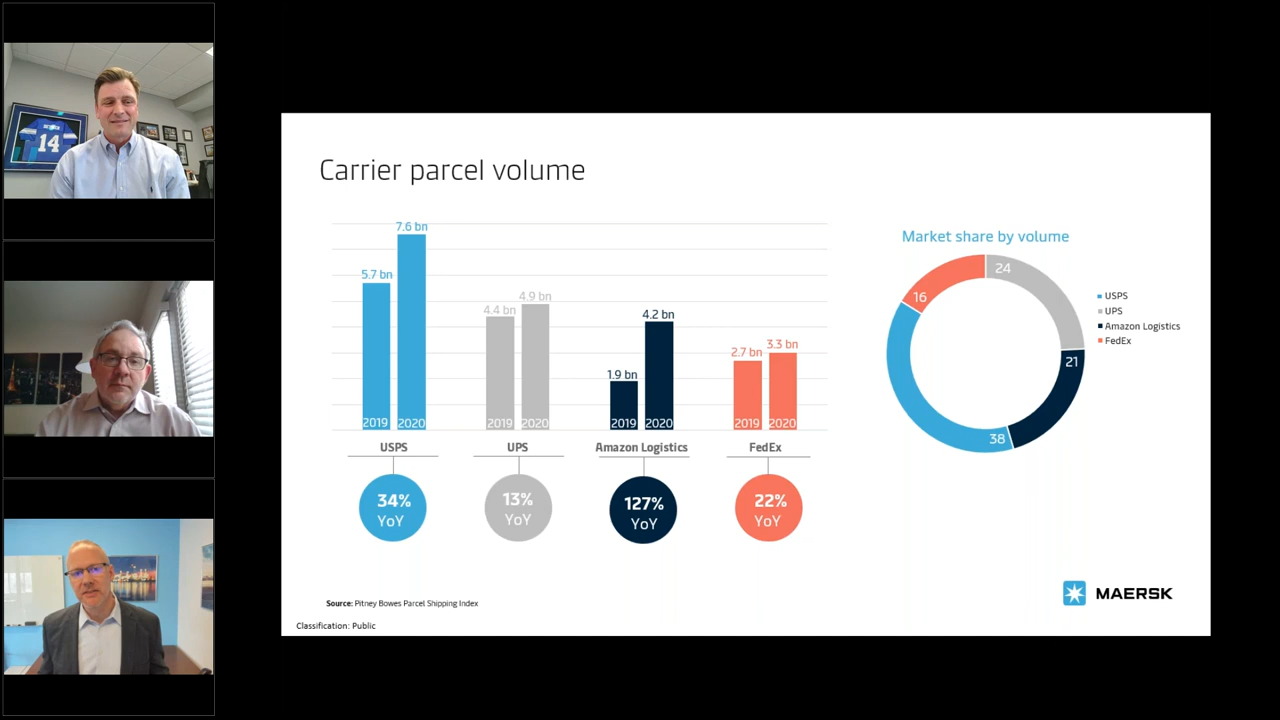 14
Carrier parcel volume
7.6 bn
5.7 bn
4.9 bn
4.4 bn
4.2 bn
1.9 bn
3.3 bn
2.7 bn
2019 2020 2019 2020 2019 2020 2019 2020
USPS UPS Amazon Logistics FedEx
34% YoY
13% YoY
127% YoY
22% YoY
Market share by volume
24
16
21
38
USPS
UPS
Amazon Logistics
FedEx
MAERSK
Source: Pitney Bowes Parcel Shipping Index
Classification: Public